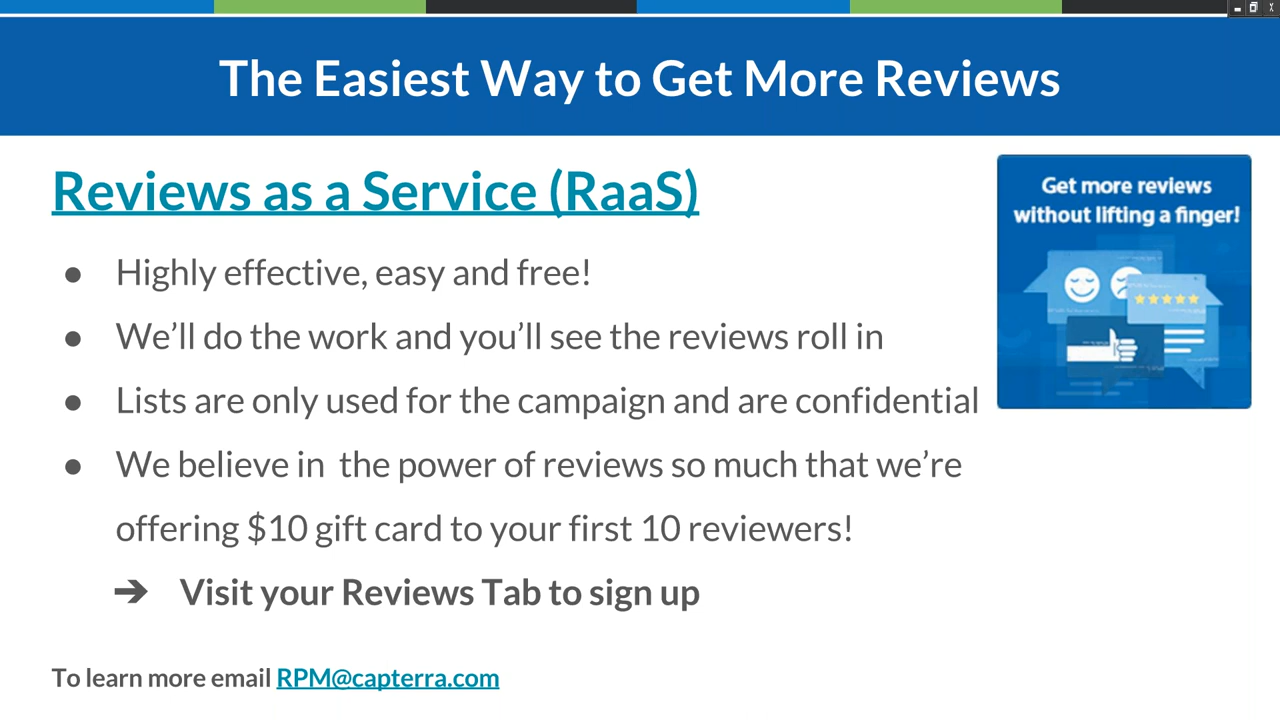 The Easiest Way to Get More Reviews
Reviews as a Service (RaaS)
Get more reviews
without lifting a finger!
● Highly effective, easy and free!
● We’ll do the work and you’ll see the reviews roll in
● Lists are only used for the campaign and are confidential
● We believe in  the power of reviews so much that we’re
offering $10 gift card to your first 10 reviewers!
➔ Visit your Reviews Tab to sign up
To learn more email RPM@capterra.com